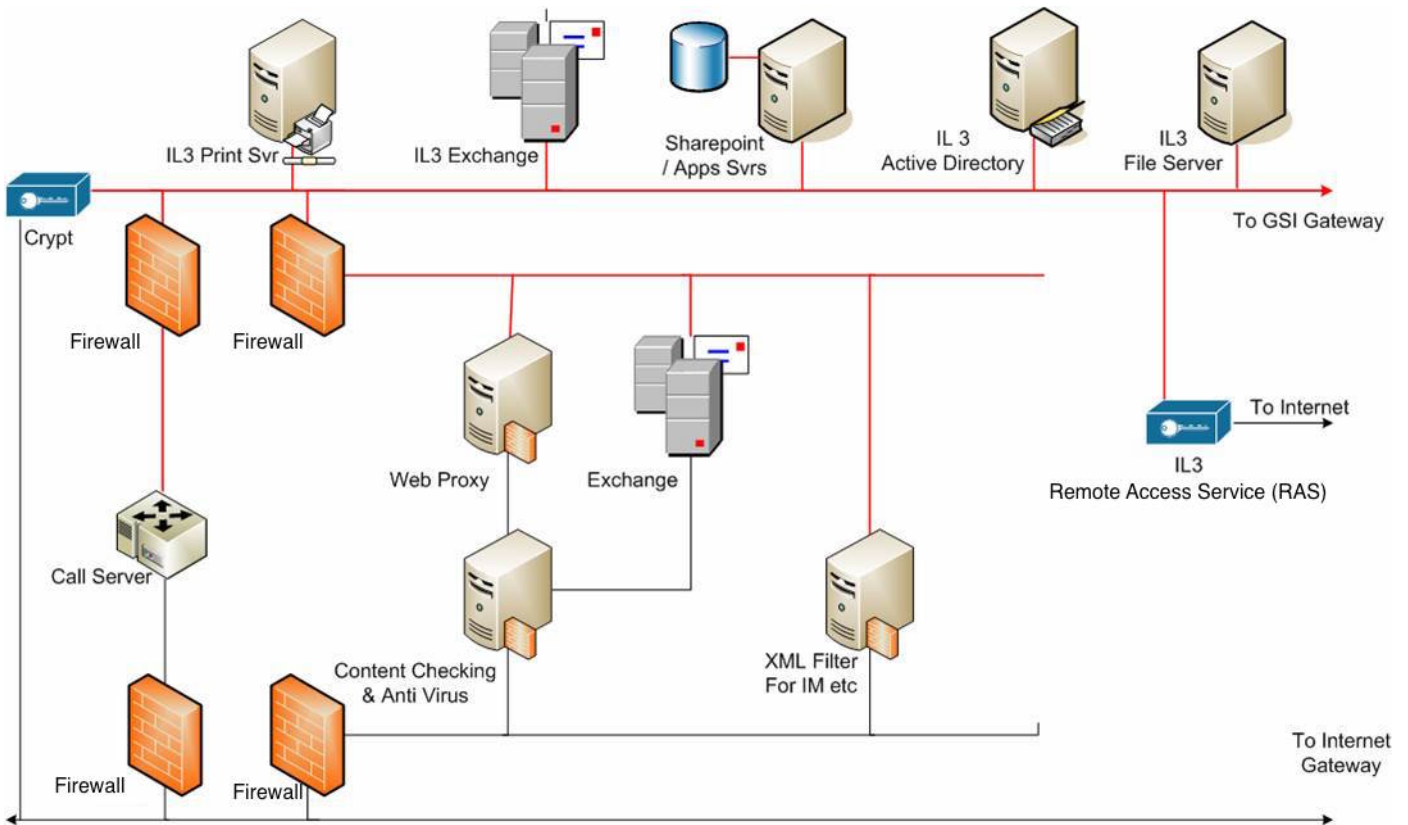 IL3 Print Svr
IL3 Exchange
Sharepoint
/ Apps Svrs
IL 3
Active Directory
IL3
File Server
Crypt
To GSI Gateway
Firewall
Firewall
To Internet
Web Proxy
Exchange
IL3
Remote Access Service (RAS)
Call Server
Content Checking
& Anti Virus
XML Filter
For IM etc
To Internet
Gateway
Firewall
Firewall